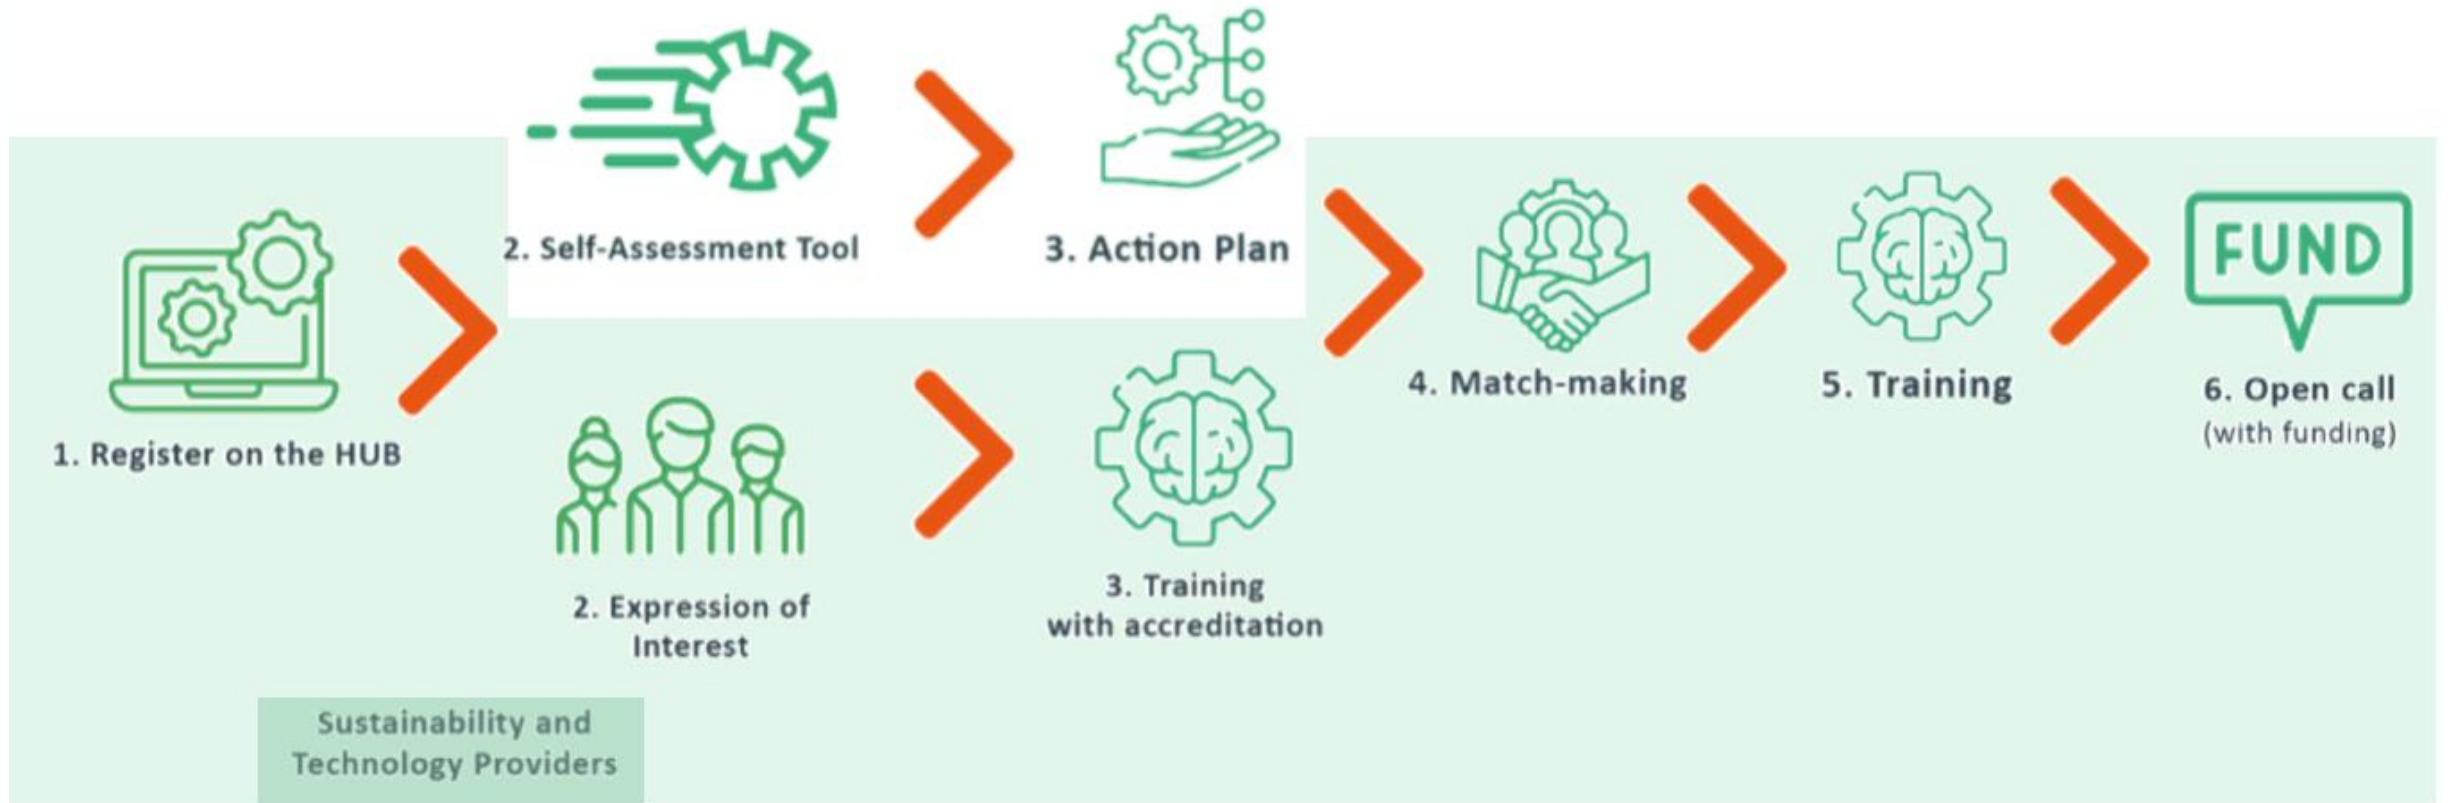 2. Self-Assessment Tool
3. Action Plan
FUND
4. Match-making
5. Training
6. Open call
(with funding)
1. Register on the HUB
2. Expression of
Interest
3. Training
with accreditation
Sustainability and
Technology Providers